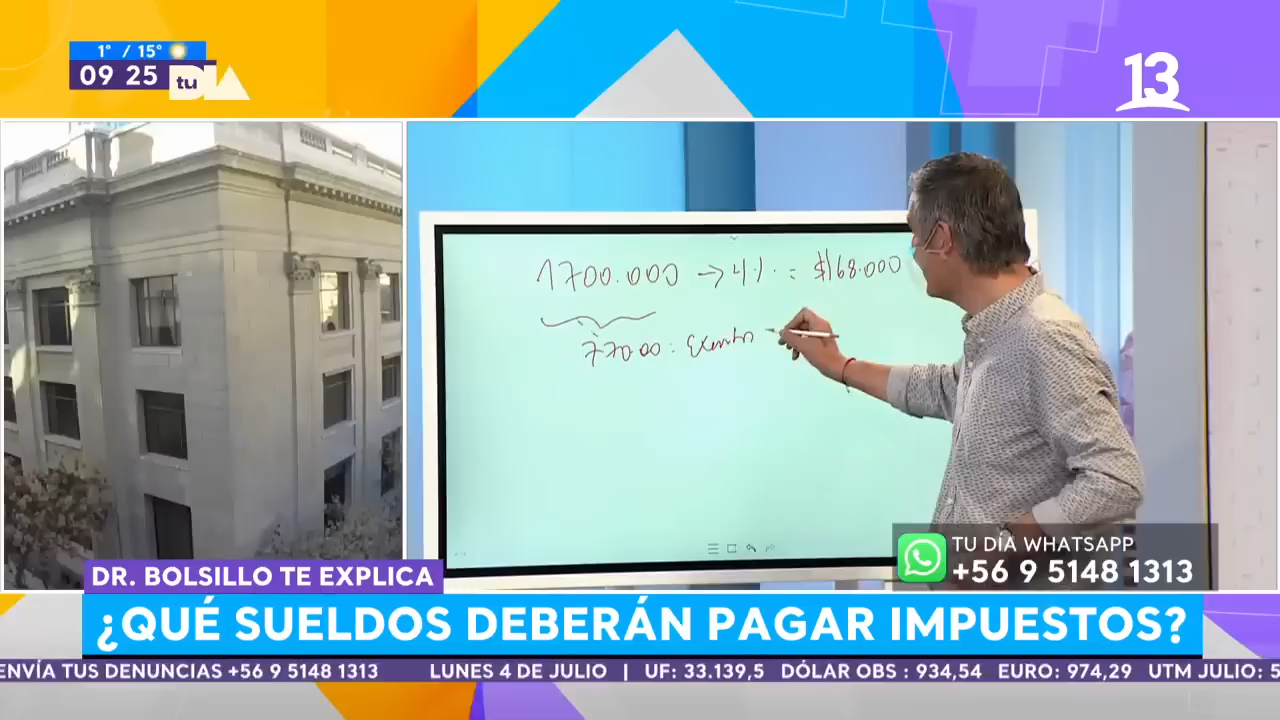 1° / 15°
09 25
tu DÍA
13
1700.000 → 4% = $168.000
77000: Exento
TU DÍA WHATSAPP
+56 9 5148 1313
DR. BOLSILLO TE EXPLICA
¿QUÉ SUELDOS DEBERÁN PAGAR IMPUESTOS?
ENVÍA TUS DENUNCIAS +56 9 5148 1313 LUNES 4 DE JULIO | UF: 33.139,5 DÓLAR OBS : 934,54 EURO: 974,29 UTM JULIO: 5